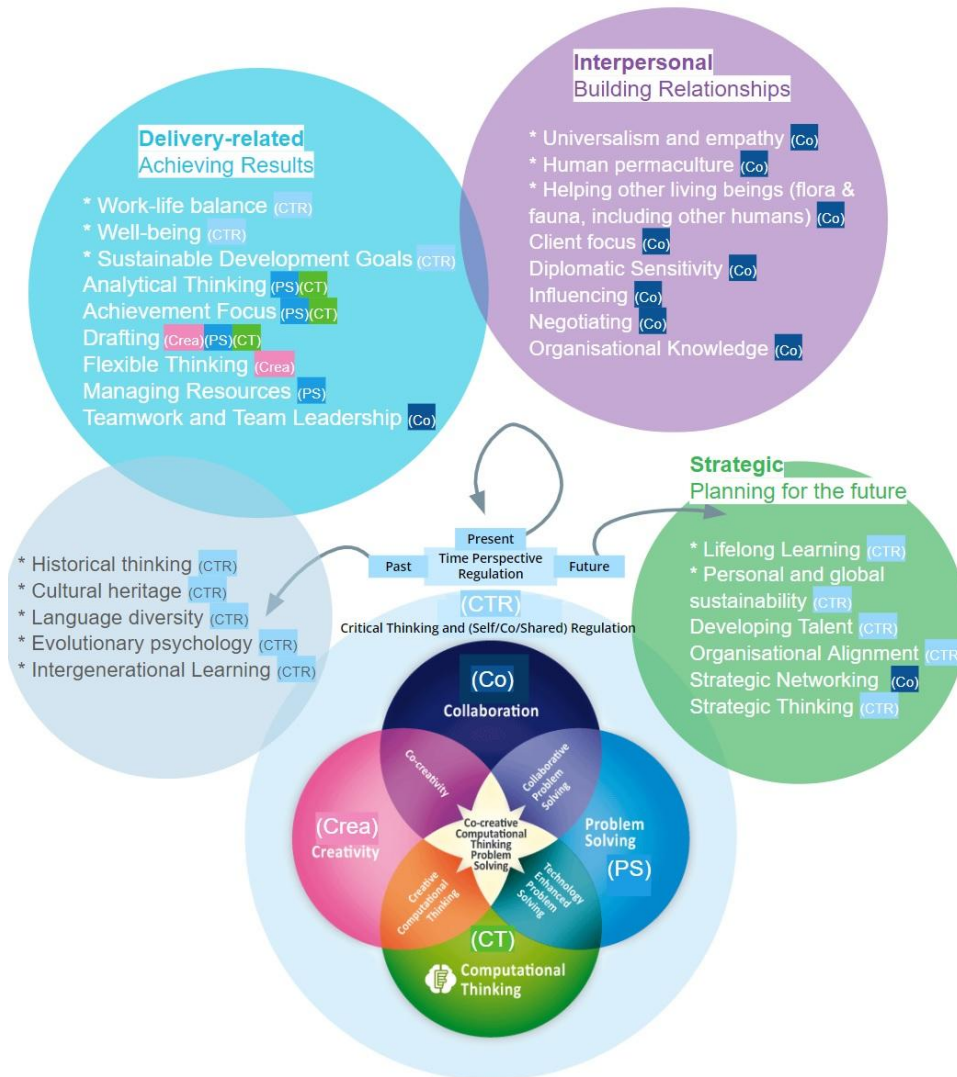 Interpersonal
Building Relationships
* Universalism and empathy (Co)
* Human permaculture (Co)
* Helping other living beings (flora &
fauna, including other humans) (Co)
Client focus (Co)
Diplomatic Sensitivity (Co)
Influencing (Co)
Negotiating (Co)
Organisational Knowledge (Co)
Delivery-related
Achieving Results
* Work-life balance (CTR)
* Well-being (CTR)
* Sustainable Development Goals (CTR)
Analytical Thinking (PS)(CT)
Achievement Focus (PS)(CT)
Drafting (Crea)(PS)(CT)
Flexible Thinking (Crea)
Managing Resources (PS)
Teamwork and Team Leadership (Co)
Strategic
Planning for the future
* Lifelong Learning (CTR)
* Personal and global
sustainability (CTR)
Developing Talent (CTR)
Organisational Alignment (CTR)
Strategic Networking (Co)
Strategic Thinking (CTR)
* Historical thinking (CTR)
* Cultural heritage (CTR)
* Language diversity (CTR)
* Evolutionary psychology (CTR)
* Intergenerational Learning (CTR)
Present
Past
Time Perspective
Regulation
Future
(CTR)
Critical Thinking and (Self/Co/Shared) Regulation
(Co)
Collaboration
Co-creativity
Collaborative
Problem
Solving
(Crea)
Creativity
Co-creative
Computational
Thinking
Problem
Solving
Problem
Solving
(PS)
Creative
Computational
Thinking
Technology
Enhanced
Problem
Solving
(CT)
Computational
Thinking